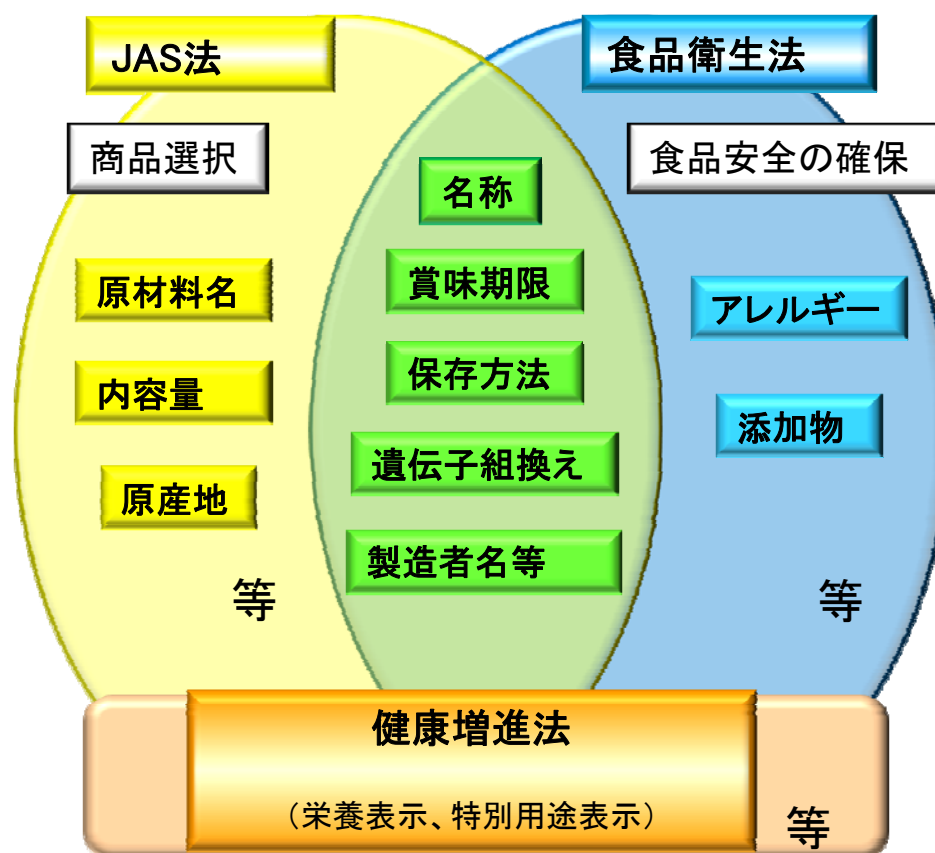 JAS法
食品衛生法
商品選択
食品安全の確保
名称
原材料名
賞味期限
アレルギー
内容量
保存方法
添加物
原産地
遺伝子組換え
製造者名等
等
等
健康増進法
（栄養表示、特別用途表示）
等